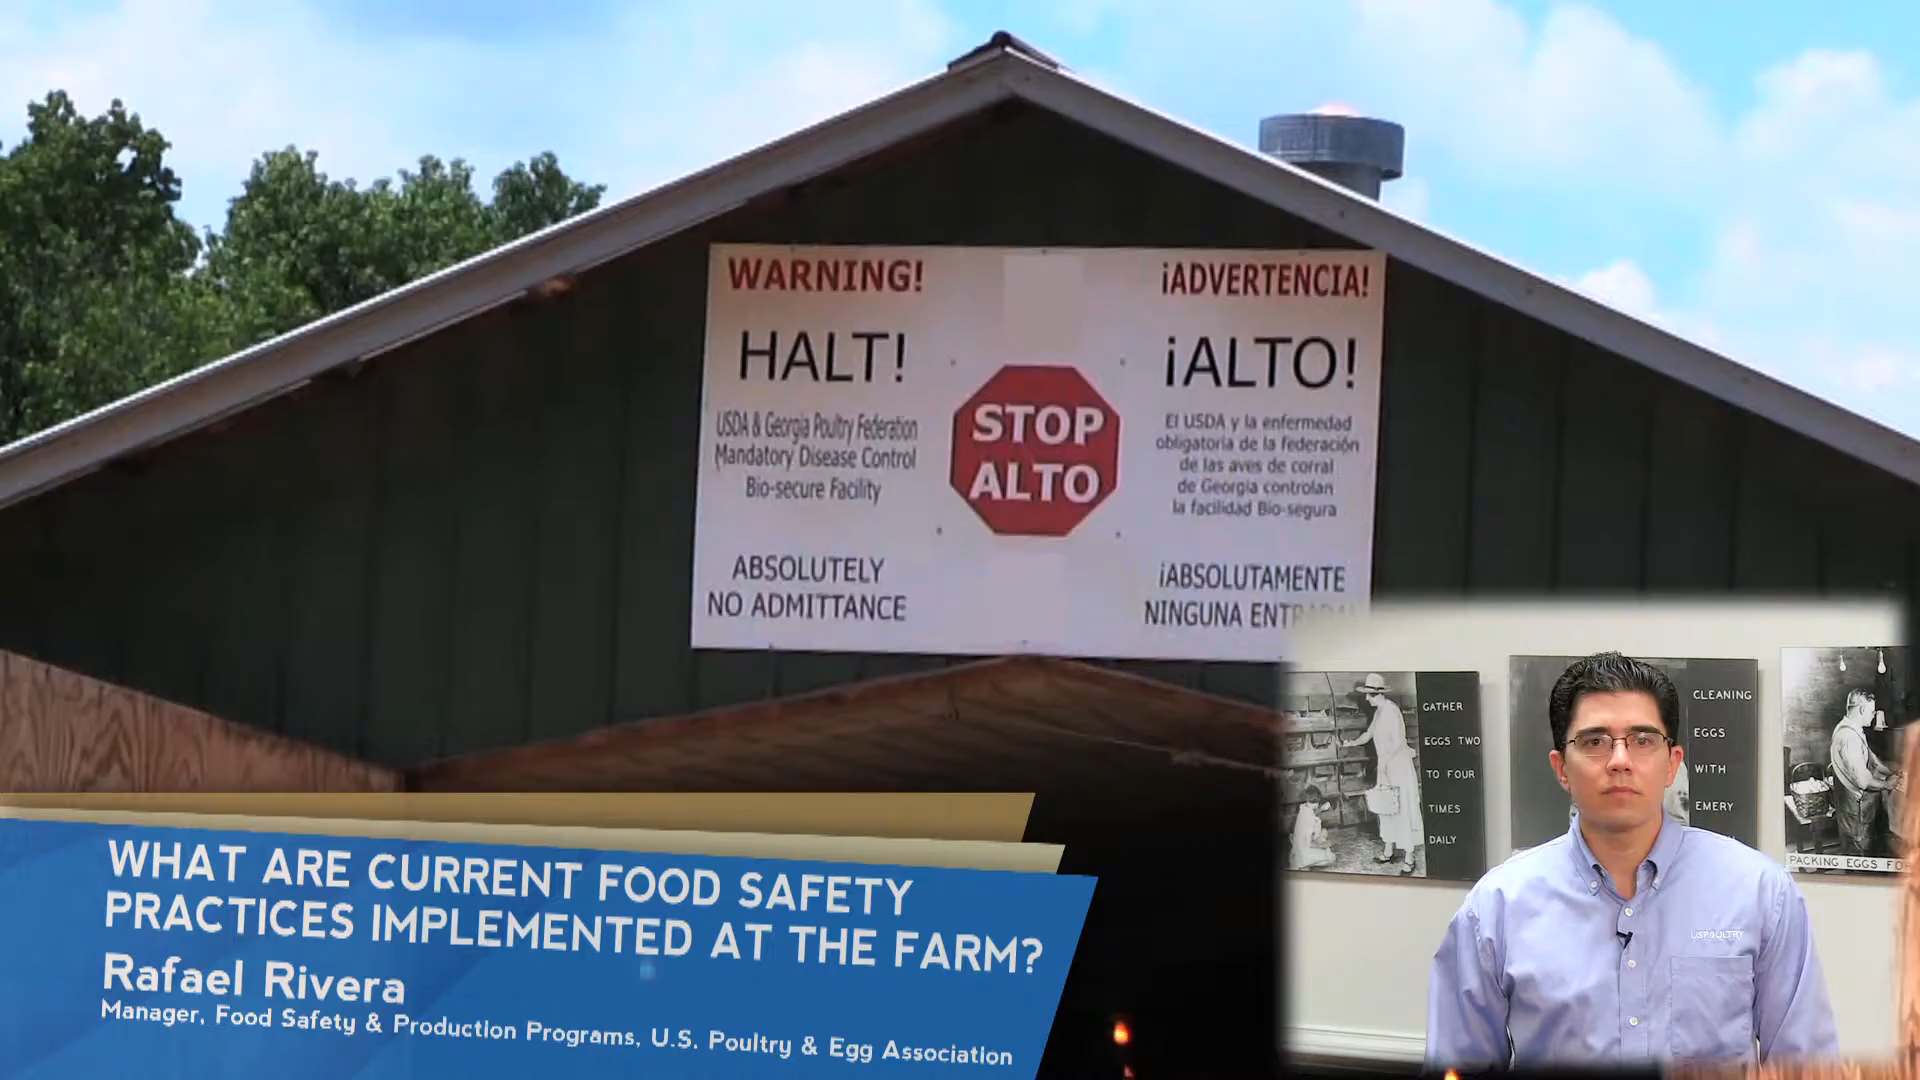 WARNING!
HALT!
USDA & Georgia Poultry Federation
Mandatory Disease Control
Bio-secure Facility
ABSOLUTELY
NO ADMITTANCE
STOP
ALTO
¡ADVERTENCIA!
¡ALTO!
El USDA y la enfermedad
obligatoria de la federación
de las aves de corral
de Georgia controlan
la facilidad Bio-segura
¡ABSOLUTAMENTE
NINGUNA ENTRADA!
GATHER
EGGS TWO
TO FOUR
TIMES
DAILY
CLEANING
EGGS
WITH
EMERY
PACKING EGGS
USPOULTRY
WHAT ARE CURRENT FOOD SAFETY
PRACTICES IMPLEMENTED AT THE FARM?
Rafael Rivera
Manager, Food Safety & Production Programs, U.S. Poultry & Egg Association